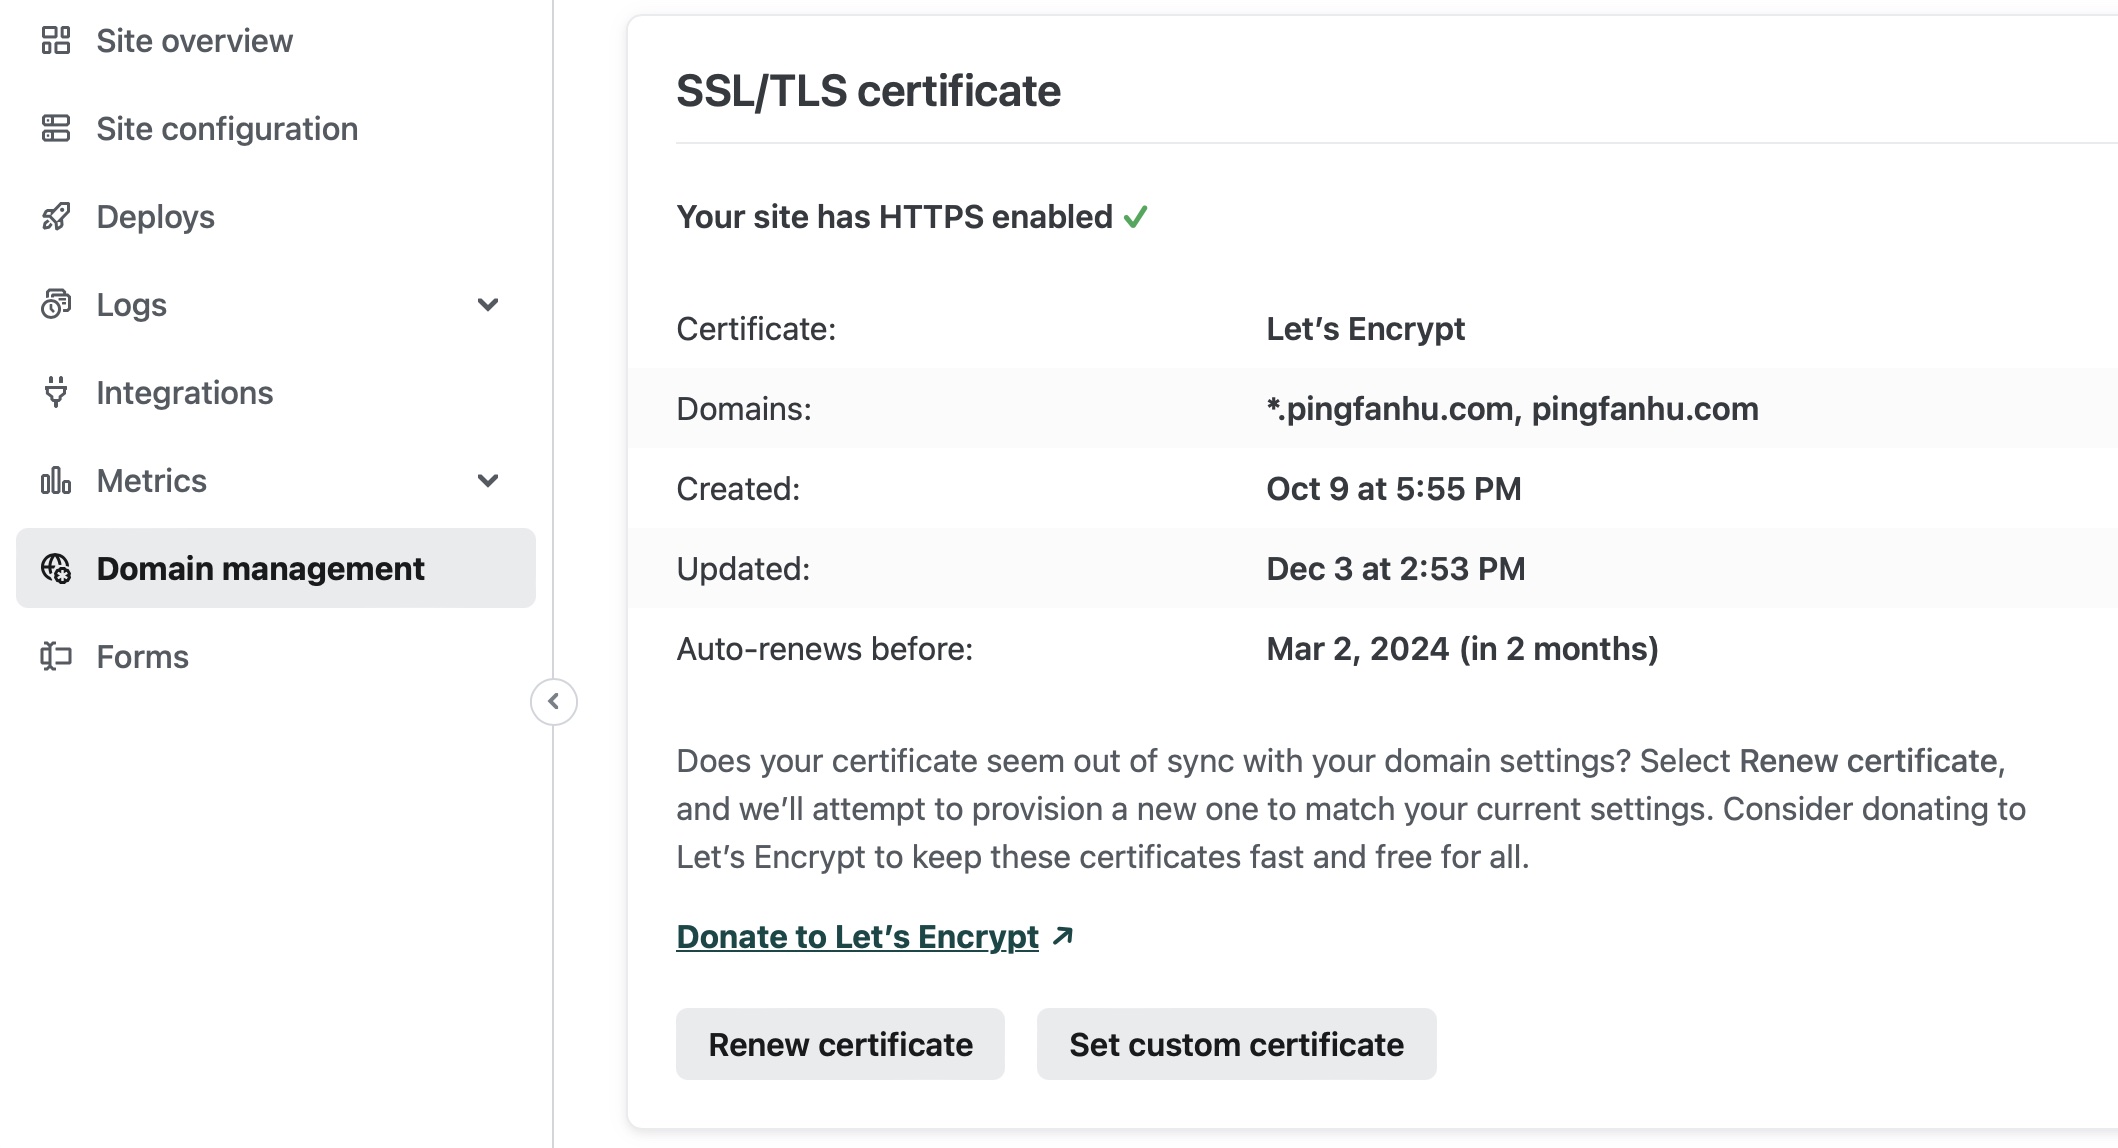 Site overview
Site configuration
Deploys
Logs
Integrations
Metrics
Domain management
Forms
SSL/TLS certificate
Your site has HTTPS enabled
Certificate: Let’s Encrypt
Domains: *.pingfanhu.com, pingfanhu.com
Created: Oct 9 at 5:55 PM
Updated: Dec 3 at 2:53 PM
Auto-renews before: Mar 2, 2024 (in 2 months)
Does your certificate seem out of sync with your domain settings? Select Renew certificate,
and we’ll attempt to provision a new one to match your current settings. Consider donating to
Let’s Encrypt to keep these certificates fast and free for all.
Donate to Let’s Encrypt
Renew certificate Set custom certificate